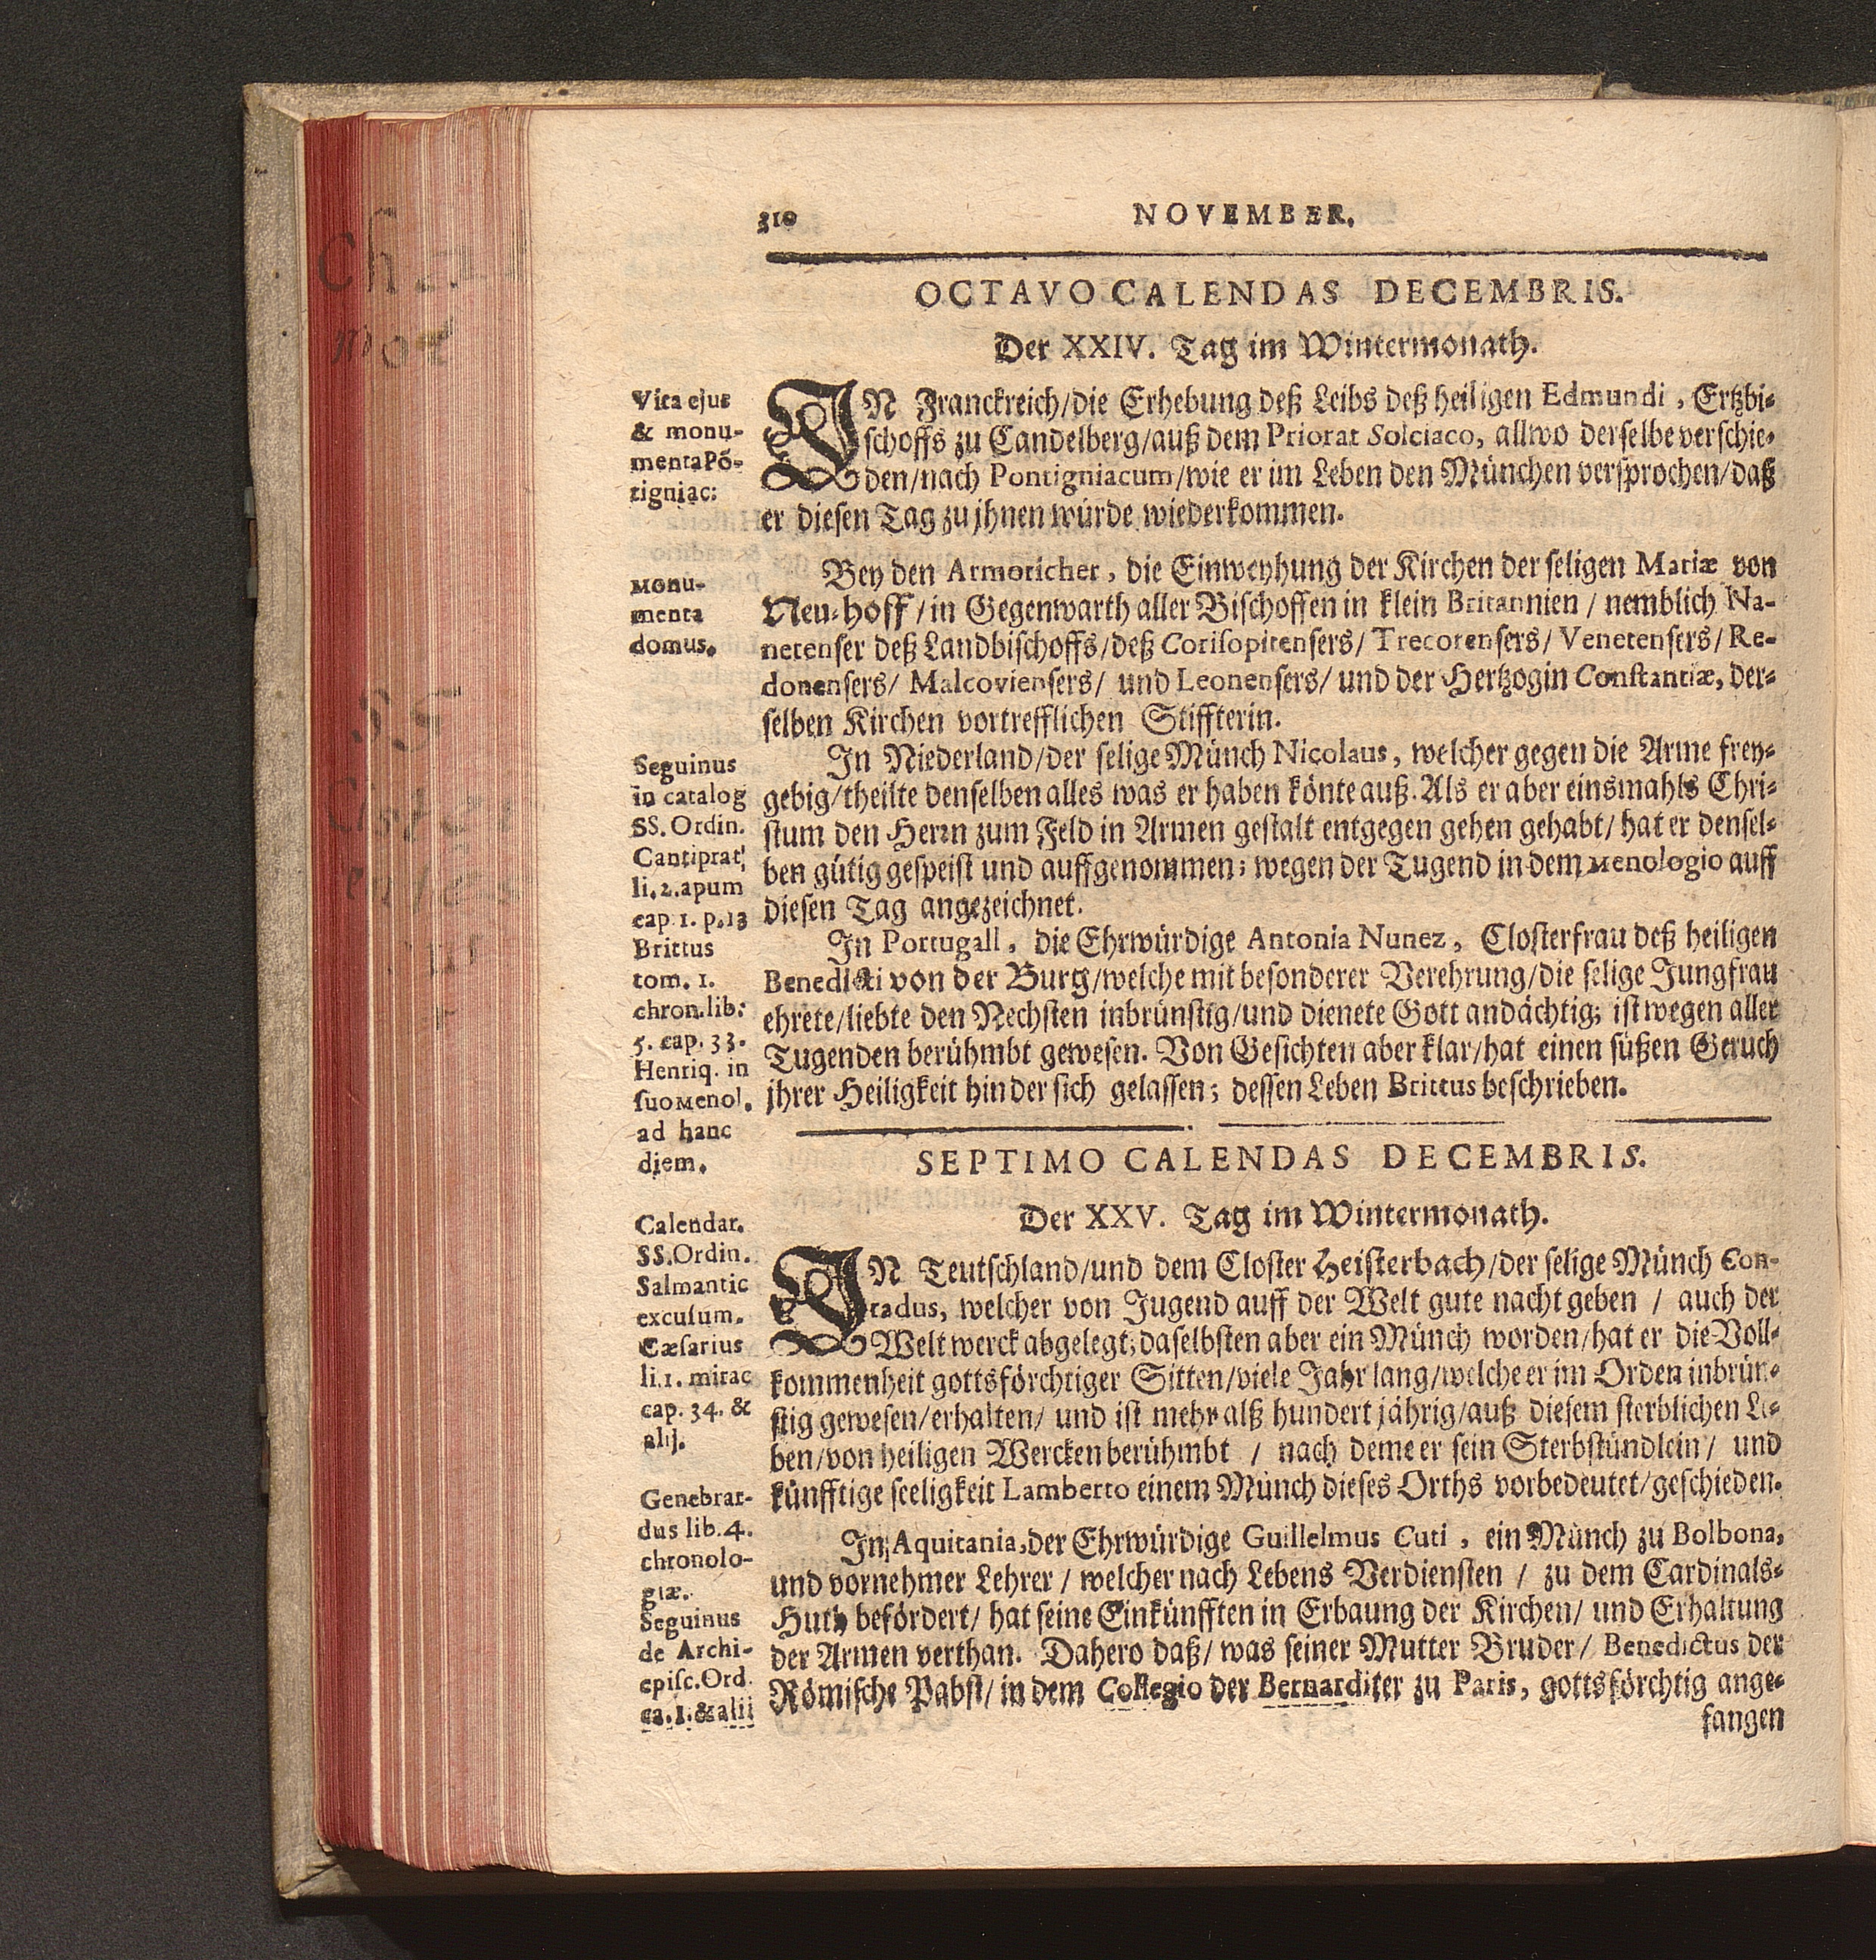 310 NOVEMBER.
OCTAVO CALENDAS DECEMBRIS.
Der XXIV. Tag im Wintermonath.
Vita ejus
& monu-
menta Põ-
tigniac:
IN Franckreich/die Erhebung deß Leibs deß heiligen Edmundi, Ertzbi-
schoffs zu Candelberg/auß dem Priorat Solciaco, allwo derselbe verschie-
den/nach Pontigniacum/wie er im Leben den München versprochen/daß
er diesen Tag zu jhnen würde wiederkommen.
Monu-
menta
domus.
Bey den Armoricher, die Einweyhung der Kirchen der seligen Mariæ von
Neu-hoff/in Gegenwarth aller Bischoffen in klein Britannien/nemblich Na-
netenser deß Landbischoffs/deß Corisopitensers/Trecorensers/Venetensers/Re-
donensers/Malcoviensers/und Leonensers/und der Hertzogin Constantiæ, der-
selben Kirchen vortrefflichen Stiffterin.
Seguinus
in catalog
SS. Ordin.
Cantiprat.
li. 2. apum
cap. 1. p. 13
In Niederland/der selige Münch Nicolaus, welcher gegen die Arme frey-
gebig/theilte denselben alles was er haben könte auß. Als er aber einsmahls Chri-
stum den Herrn zum Feld in Armen gestalt entgegen gehen gehabt/hat er densel-
ben gütig gespeist und auffgenommen; wegen der Tugend in dem Menologio auff
diesen Tag angezeichnet.
Brittus
tom. 1.
chron. lib:
5. cap. 33.
Henriq. in
suo Menol.
ad hanc
diem.
In Portugall, die Ehrwürdige Antonia Nunez, Closterfrau deß heiligen
Benedicti von der Burg/welche mit besonderer Verehrung/die selige Jungfrau
ehrete/liebte den Nechsten inbrünstig/und dienete Gott andächtig; ist wegen aller
Tugenden berühmbt gewesen. Von Gesichten aber klar/hat einen süßen Geruch
jhrer Heiligkeit hinder sich gelassen; dessen Leben Brittus beschrieben.
SEPTIMO CALENDAS DECEMBRIS.
Der XXV. Tag im Wintermonath.
Calendar.
SS. Ordin.
Salmantic
excusum.
Cæsarius
li. 1. mirac
cap. 34. &
alij.
IN Teutschland/und dem Closter Heisterbach/der selige Münch Con-
radus, welcher von Jugend auff der Welt gute nacht geben / auch der
Welt werck abgelegt; daselbsten aber ein Münch worden/hat er die Voll-
kommenheit gottsförchtiger Sitten/viele Jahr lang/welche er im Orden inbrün-
stig gewesen/erhalten/und ist mehr alß hundert jährig/auß diesem sterblichen Le-
ben/von heiligen Wercken berühmbt / nach deme er sein Sterbstündlein/ und
künfftige seeligkeit Lamberto einem Münch dieses Orths vorbedeutet/geschieden.
Genebrar-
dus lib. 4.
chronolo-
giæ.
Seguinus
de Archi-
episc. Ord
ca. 1. & alii
In Aquitania, der Ehrwürdige Guillelmus Cuti, ein Münch zu Bolbona,
und vornehmer Lehrer / welcher nach Lebens Verdiensten / zu dem Cardinals-
Huth befördert/ hat seine Einkünfften in Erbaung der Kirchen/ und Erhaltung
der Armen verthan. Dahero daß/ was seiner Mutter Bruder/ Benedictus der
Römische Pabst/ in dem Collegio der Bernarditer zu Paris, gottsförchtig ange-
fangen